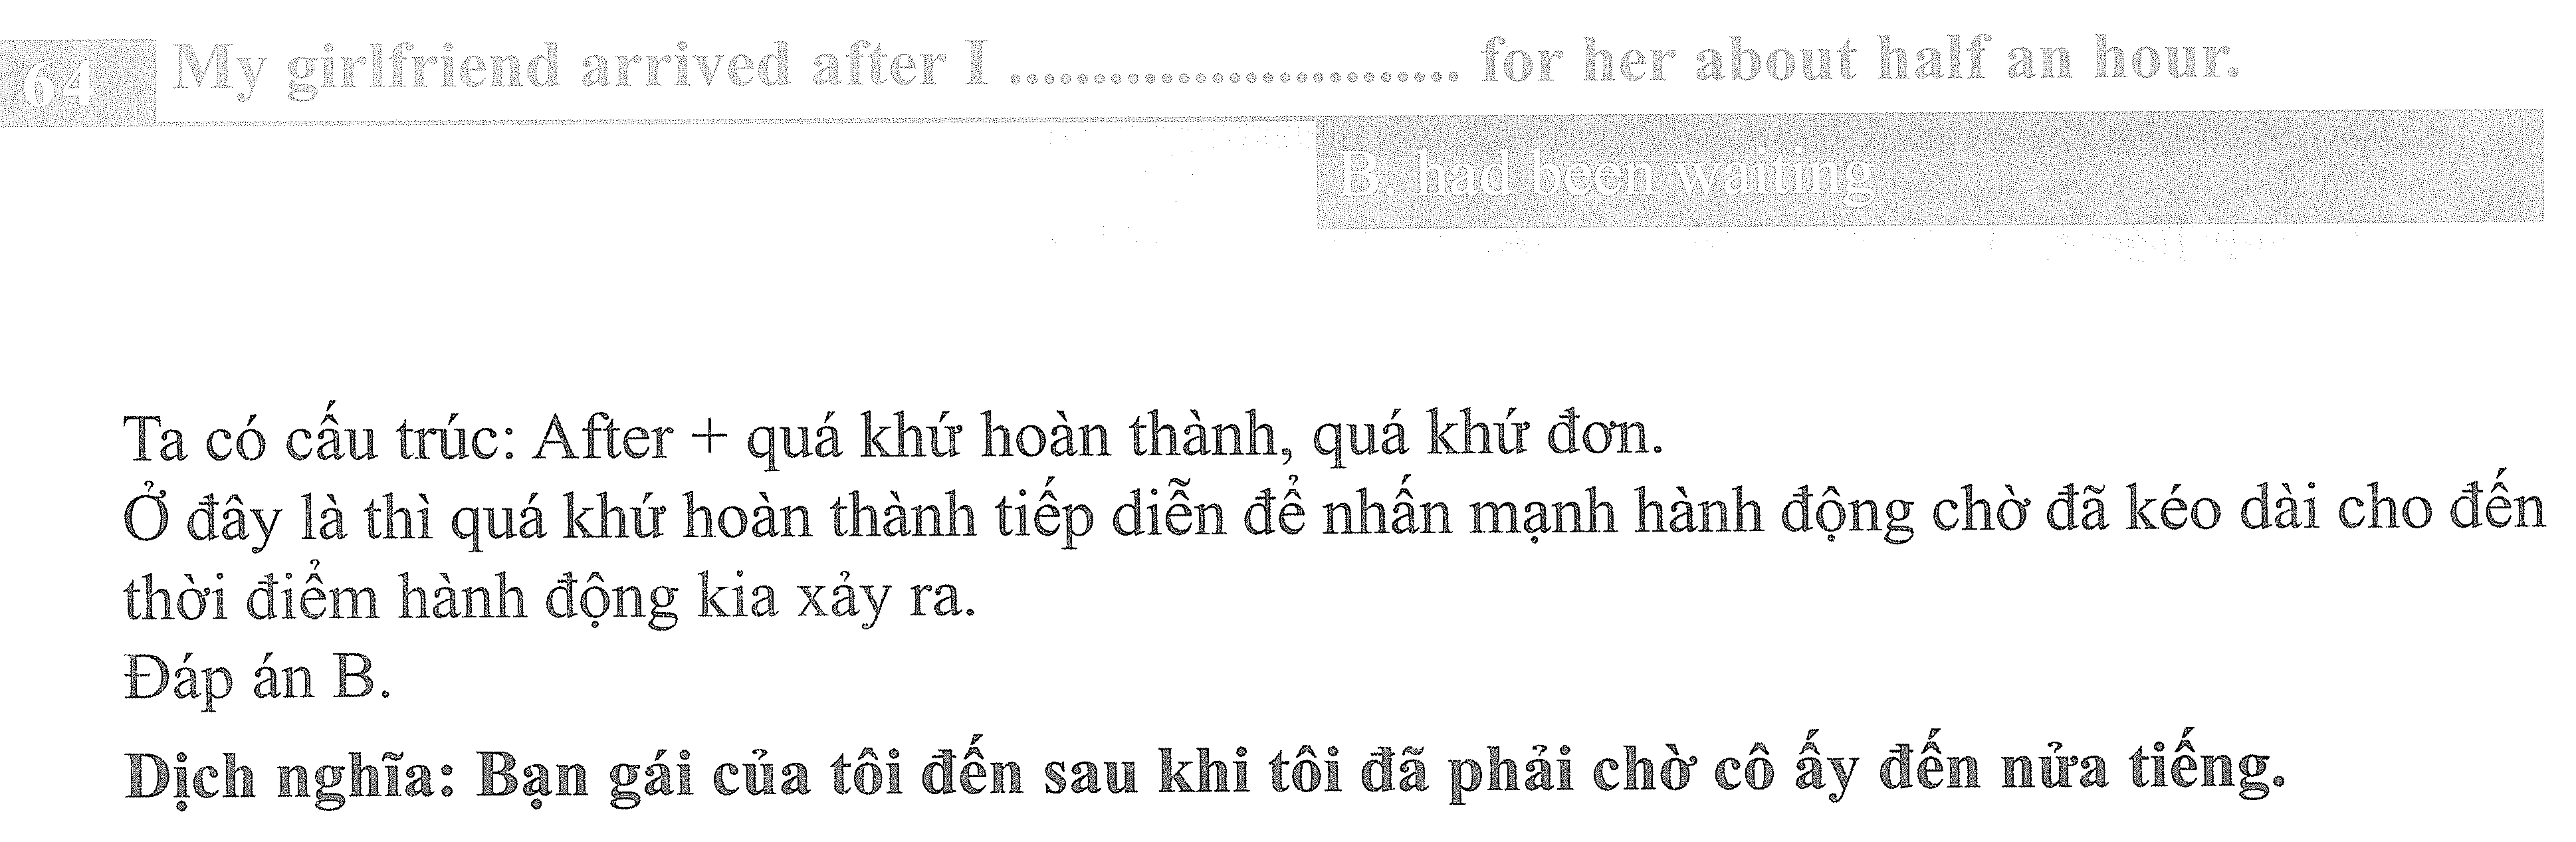 64 My girlfriend arrived after I ........................... for her about half an hour.
B. had been waiting
Ta có cấu trúc: After + quá khứ hoàn thành, quá khứ đơn.
Ở đây là thì quá khứ hoàn thành tiếp diễn để nhấn mạnh hành động chờ đã kéo dài cho đến
thời điểm hành động kia xảy ra.
Đáp án B.
Dịch nghĩa: Bạn gái của tôi đến sau khi tôi đã phải chờ cô ấy đến nửa tiếng.